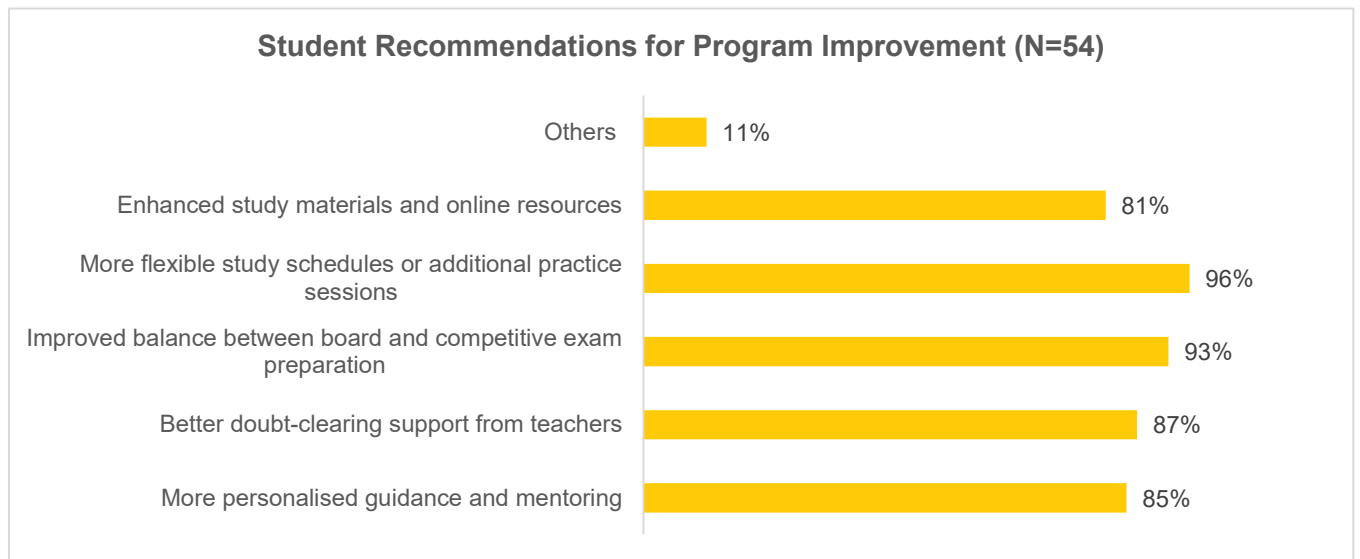 Student Recommendations for Program Improvement (N=54)
Others
11%
Enhanced study materials and online resources
81%
More flexible study schedules or additional practice
sessions
96%
Improved balance between board and competitive exam
preparation
93%
Better doubt-clearing support from teachers
87%
More personalised guidance and mentoring
85%